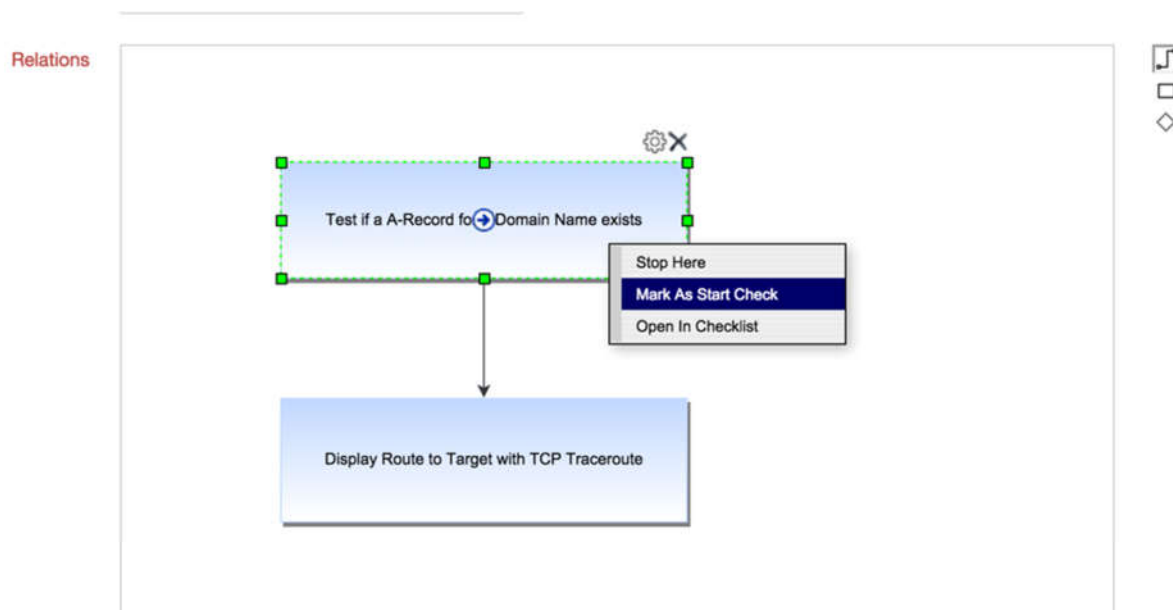 Relations
Test if a A-Record fo Domain Name exists
Stop Here
Mark As Start Check
Open In Checklist
Display Route to Target with TCP Traceroute